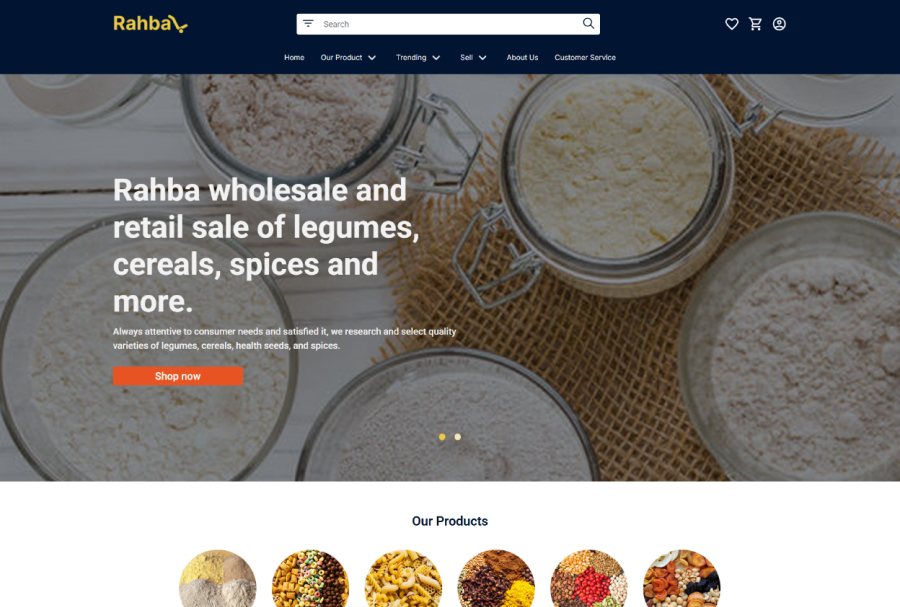 Rahba
Search
Home
Our Product
Trending
Sell
About Us
Customer Service
Rahba wholesale and
retail sale of legumes,
cereals, spices and
more.
Always attentive to consumer needs and satisfied it, we research and select quality
varieties of legumes, cereals, health seeds, and spices.
Shop now
Our Products